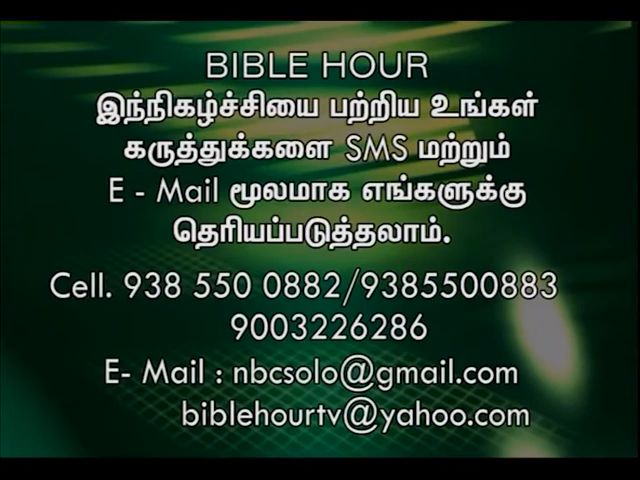 BIBLE HOUR
இந்நிகழ்ச்சியை பற்றிய உங்கள்
கருத்துக்களை SMS மற்றும்
E - Mail மூலமாக எங்களுக்கு
தெரியப்படுத்தலாம்.
Cell. 938 550 0882/9385500883
9003226286
E- Mail : nbcsolo@gmail.com
biblehourtv@yahoo.com